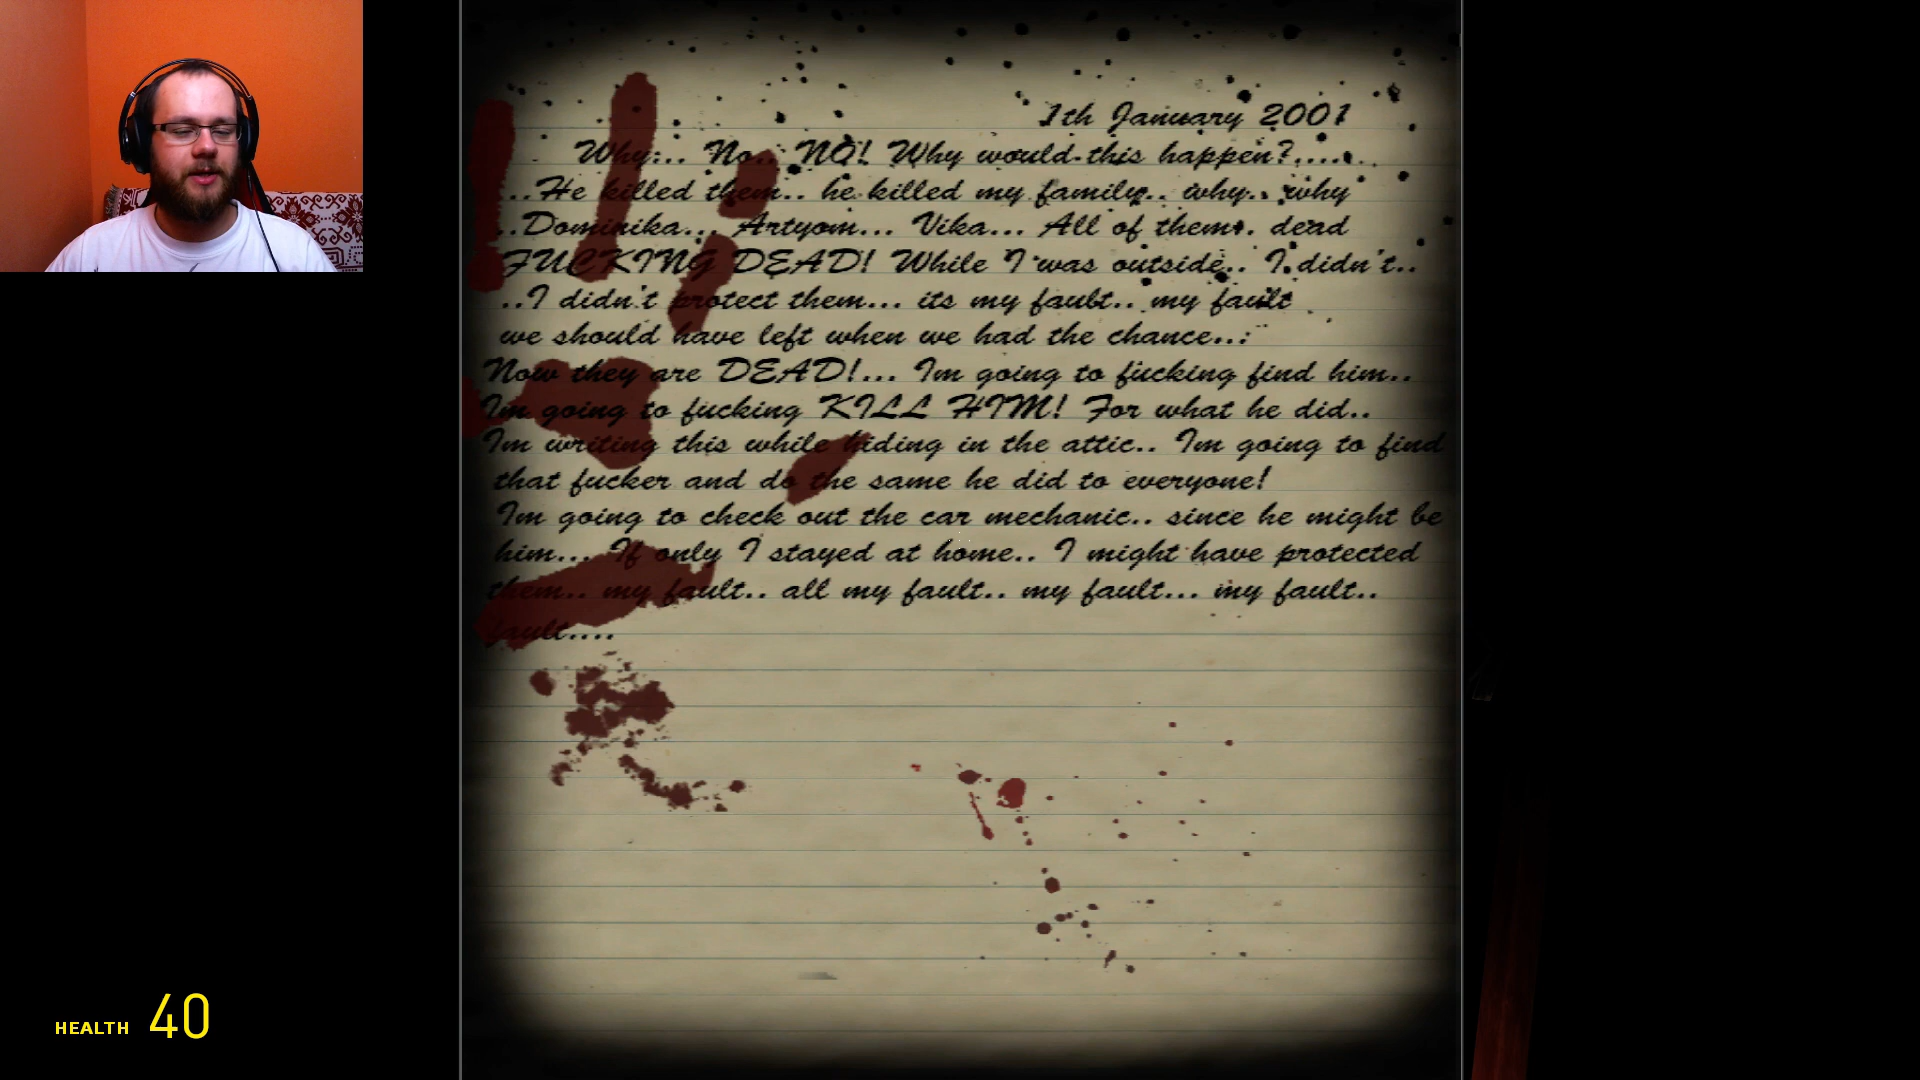 1th January 2001
Why... No.. NO! Why would this happen?.....
..He killed them.. he killed my family.. why.. why
..Dominika... Artyom... Vika... All of them.. dead
FUCKING DEAD! While I was outside.. I didn't..
..I didn't protect them... its my fault.. my fault
we should have left when we had the chance...
Now they are DEAD!... Im going to fucking find him..
Im going to fucking KILL HIM! For what he did..
Im writing this while hiding in the attic.. Im going to find
that fucker and do the same he did to everyone!
Im going to check out the car mechanic.. since he might be
him... If only I stayed at home.. I might have protected
them.. my fault.. all my fault.. my fault... my fault..
fault....
HEALTH 40